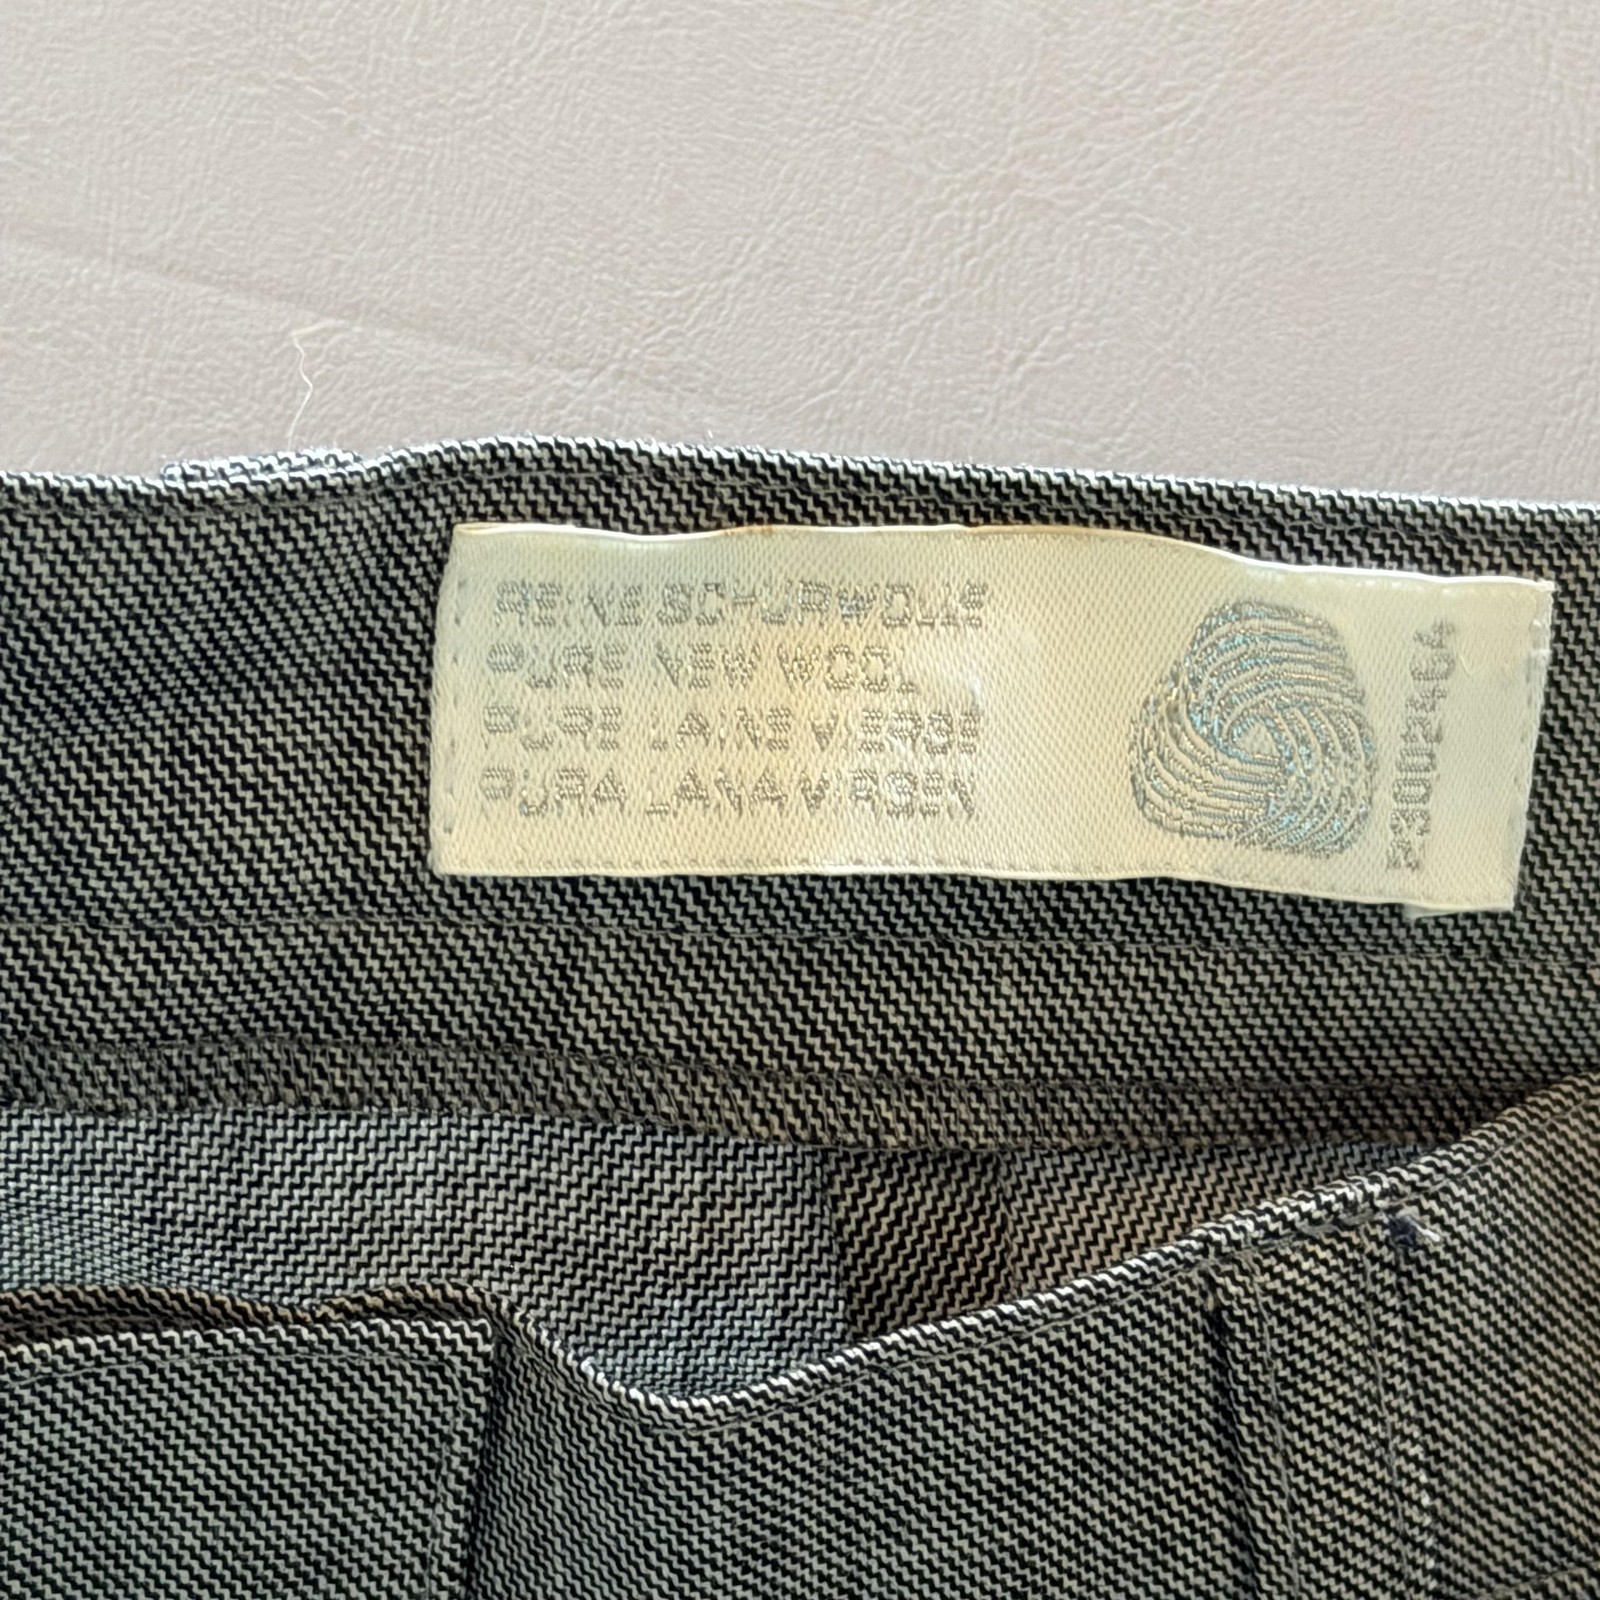 REINE SCHURWOLLE
PURE NEW WOOL
PURE LAINE VIERGE
PURA LANA VIRGEN